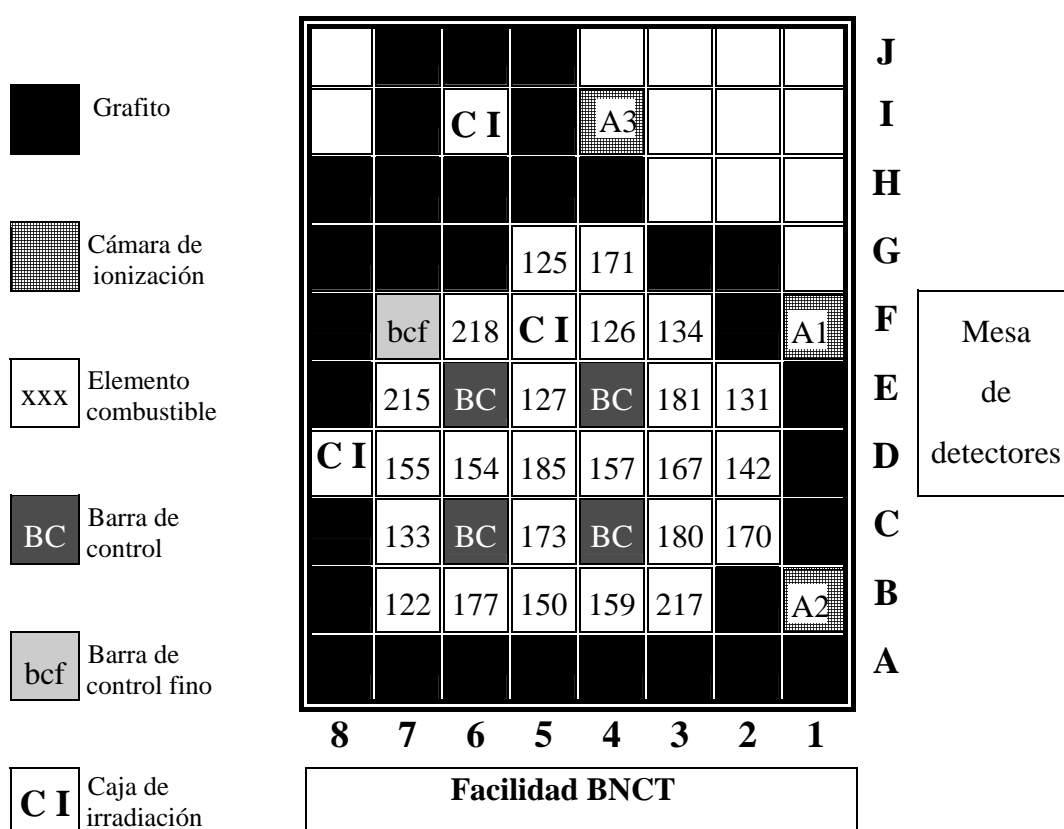 Grafito
Cámara de
ionización
xxx
Elemento
combustible
BC
Barra de
control
bcf
Barra de
control fino
C I
Caja de
irradiación
J
C I A3 I
H
125 171 G
bcf 218 C I 126 134 A1 F
215 BC 127 BC 181 131 E
C I 155 154 185 157 167 142 D
133 BC 173 BC 180 170 C
122 177 150 159 217 A2 B
A
8 7 6 5 4 3 2 1
Facilidad BNCT
Mesa
de
detectores